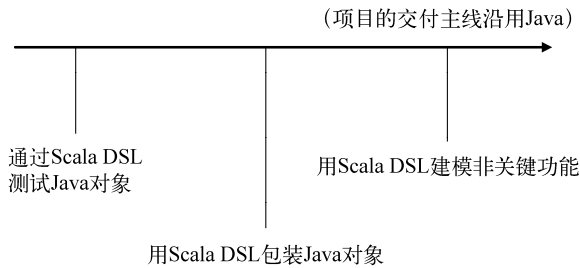 （项目的交付主线沿用Java）
通过Scala DSL
测试Java对象
用Scala DSL包装Java对象
用Scala DSL建模非关键功能